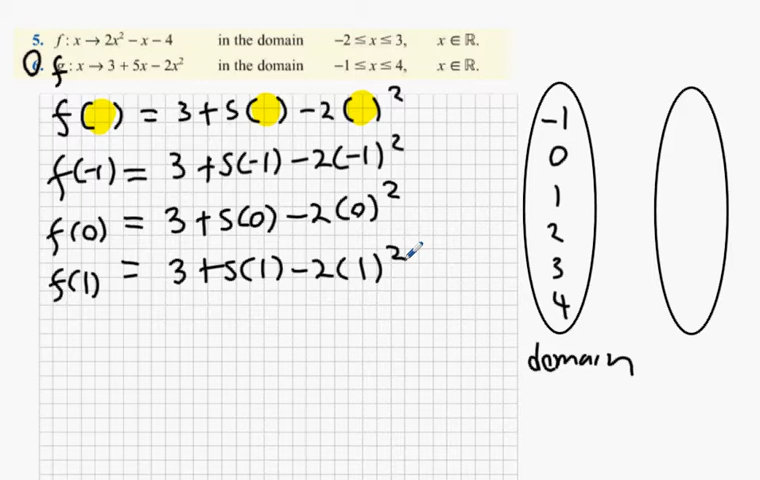 5. f : x → 2x² – x – 4 in the domain –2 ≤ x ≤ 3, x ∈ ℝ.
f : x → 3 + 5x – 2x² in the domain –1 ≤ x ≤ 4, x ∈ ℝ.
f( ) = 3+5( ) –2( )²
f(-1) = 3+5(-1) –2(-1)²
f(0) = 3+5(0) –2(0)²
f(1) = 3+5(1) –2(1)²
-1
0
1
2
3
4
domain